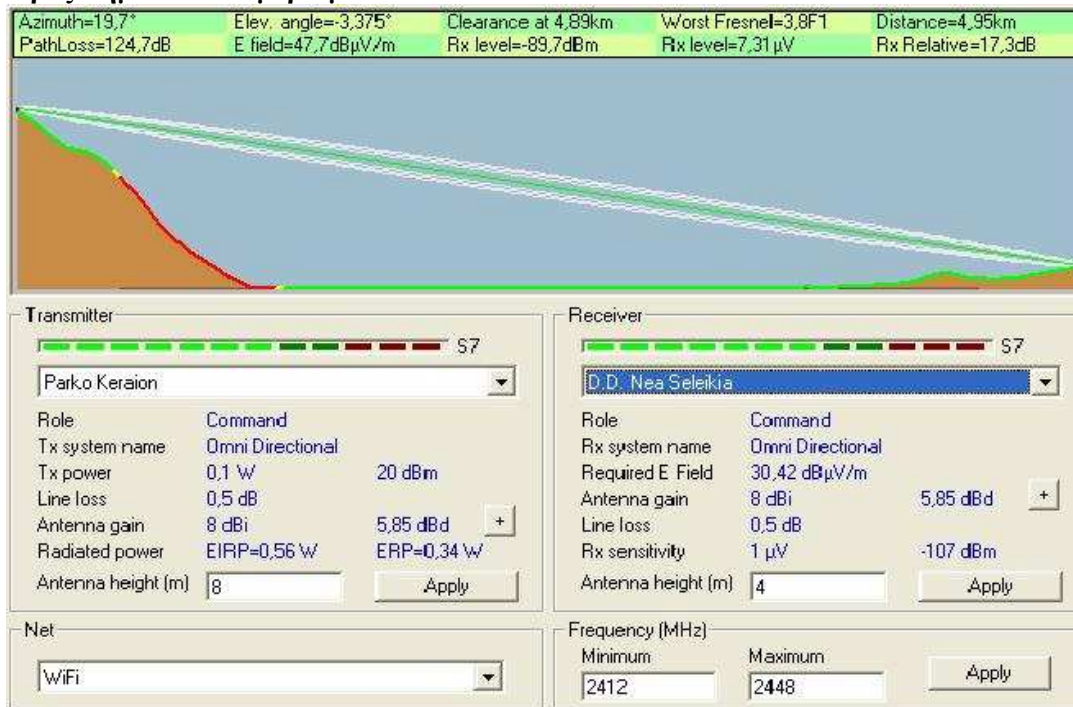 Azimuth=19,7° Elev. angle=-3,375° Clearance at 4,89km Worst Fresnel=3,8F1 Distance=4,95km
PathLoss=124,7dB E field=47,7dBµV/m Rx level=-89,7dBm Rx level=7,31µV Rx Relative=17,3dB
Transmitter
S7
Parko Keraion
Role Command
Tx system name Omni Directional
Tx power 0,1 W 20 dBm
Line loss 0,5 dB
Antenna gain 8 dBi 5,85 dBd +
Radiated power EIRP=0,56 W ERP=0,34 W
Antenna height (m) 8 Apply
Receiver
S7
D.D. Nea Seleikia
Role Command
Rx system name Omni Directional
Required E Field 30,42 dBµV/m
Antenna gain 8 dBi 5,85 dBd +
Line loss 0,5 dB
Rx sensitivity 1 µV -107 dBm
Antenna height (m) 4 Apply
Net
WiFi
Frequency (MHz)
Minimum Maximum
2412 2448 Apply